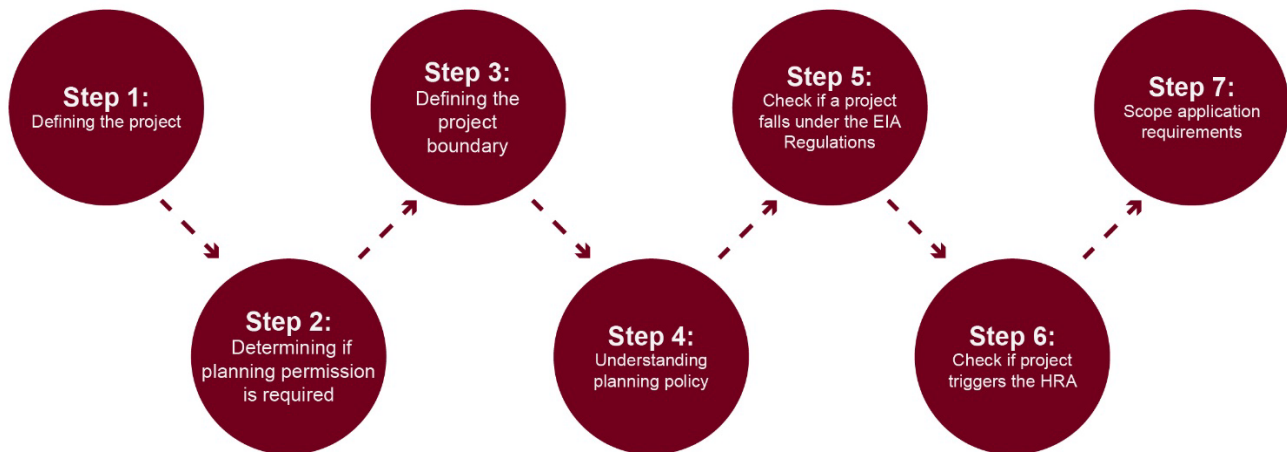 Step 1:
Defining the project
Step 2:
Determining if
planning permission
is required
Step 3:
Defining the
project
boundary
Step 4:
Understanding
planning policy
Step 5:
Check if a project
falls under the EIA
Regulations
Step 6:
Check if project
triggers the HRA
Step 7:
Scope application
requirements